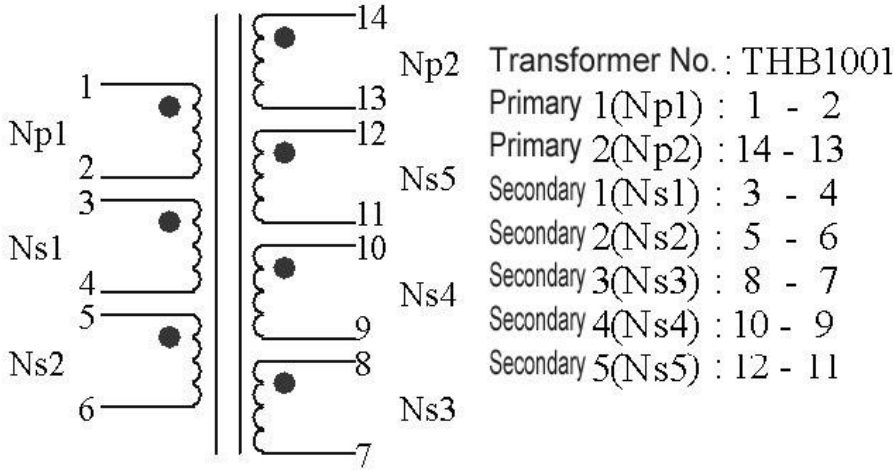 1
2
Np1
3
4
Ns1
5
6
Ns2
14
13
Np2
12
11
Ns5
10
9
Ns4
8
7
Ns3
Transformer No. : THB1001
Primary 1(Np1) : 1 - 2
Primary 2(Np2) : 14 - 13
Secondary 1(Ns1) : 3 - 4
Secondary 2(Ns2) : 5 - 6
Secondary 3(Ns3) : 8 - 7
Secondary 4(Ns4) : 10 - 9
Secondary 5(Ns5) : 12 - 11